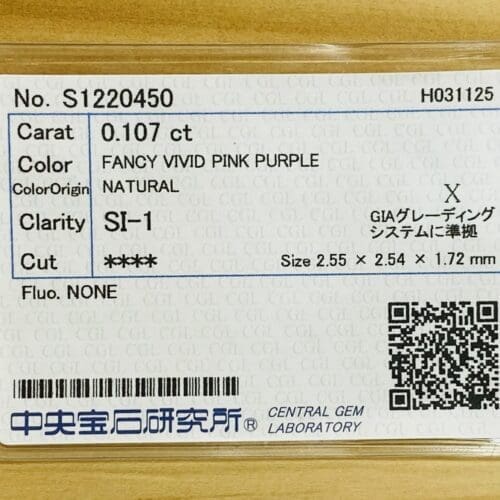 No. S1220450 H031125
Carat 0.107 ct
Color FANCY VIVID PINK PURPLE
ColorOrigin NATURAL
X
Clarity SI-1
GIAグレーディング
システムに準拠
Cut ****
Size 2.55 × 2.54 × 1.72 mm
Fluo. NONE
中央宝石研究所®
CENTRAL GEM
LABORATORY